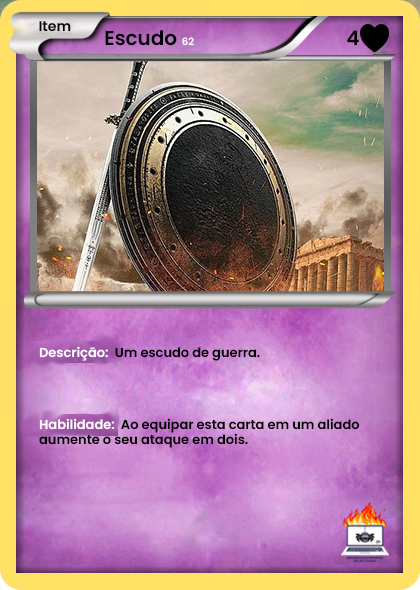 Item
Escudo 62
4
Descrição: Um escudo de guerra.
Habilidade: Ao equipar esta carta em um aliado
aumente o seu ataque em dois.